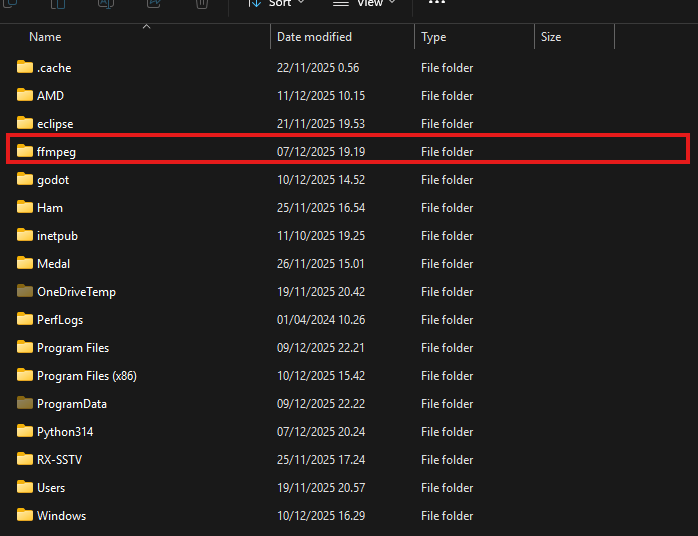 Sort View
Name Date modified Type Size
.cache 22/11/2025 0.56 File folder
AMD 11/12/2025 10.15 File folder
eclipse 21/11/2025 19.53 File folder
ffmpeg 07/12/2025 19.19 File folder
godot 10/12/2025 14.52 File folder
Ham 25/11/2025 16.54 File folder
inetpub 11/10/2025 19.25 File folder
Medal 26/11/2025 15.01 File folder
OneDriveTemp 19/11/2025 20.42 File folder
PerfLogs 01/04/2024 10.26 File folder
Program Files 09/12/2025 22.21 File folder
Program Files (x86) 10/12/2025 15.42 File folder
ProgramData 09/12/2025 22.22 File folder
Python314 07/12/2025 20.24 File folder
RX-SSTV 25/11/2025 17.24 File folder
Users 19/11/2025 20.57 File folder
Windows 10/12/2025 16.29 File folder